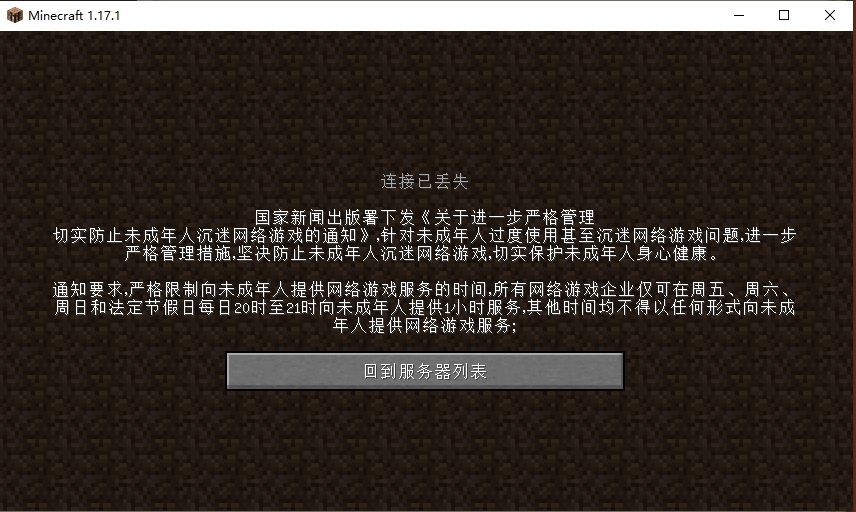 Minecraft 1.17.1
连接已丢失
国家新闻出版署下发《关于进一步严格管理
切实防止未成年人沉迷网络游戏的通知》,针对未成年人过度使用甚至沉迷网络游戏问题,进一步
严格管理措施,坚决防止未成年人沉迷网络游戏,切实保护未成年人身心健康。
通知要求,严格限制向未成年人提供网络游戏服务的时间,所有网络游戏企业仅可在周五、周六、
周日和法定节假日每日20时至21时向未成年人提供1小时服务,其他时间均不得以任何形式向未成
年人提供网络游戏服务;
回到服务器列表